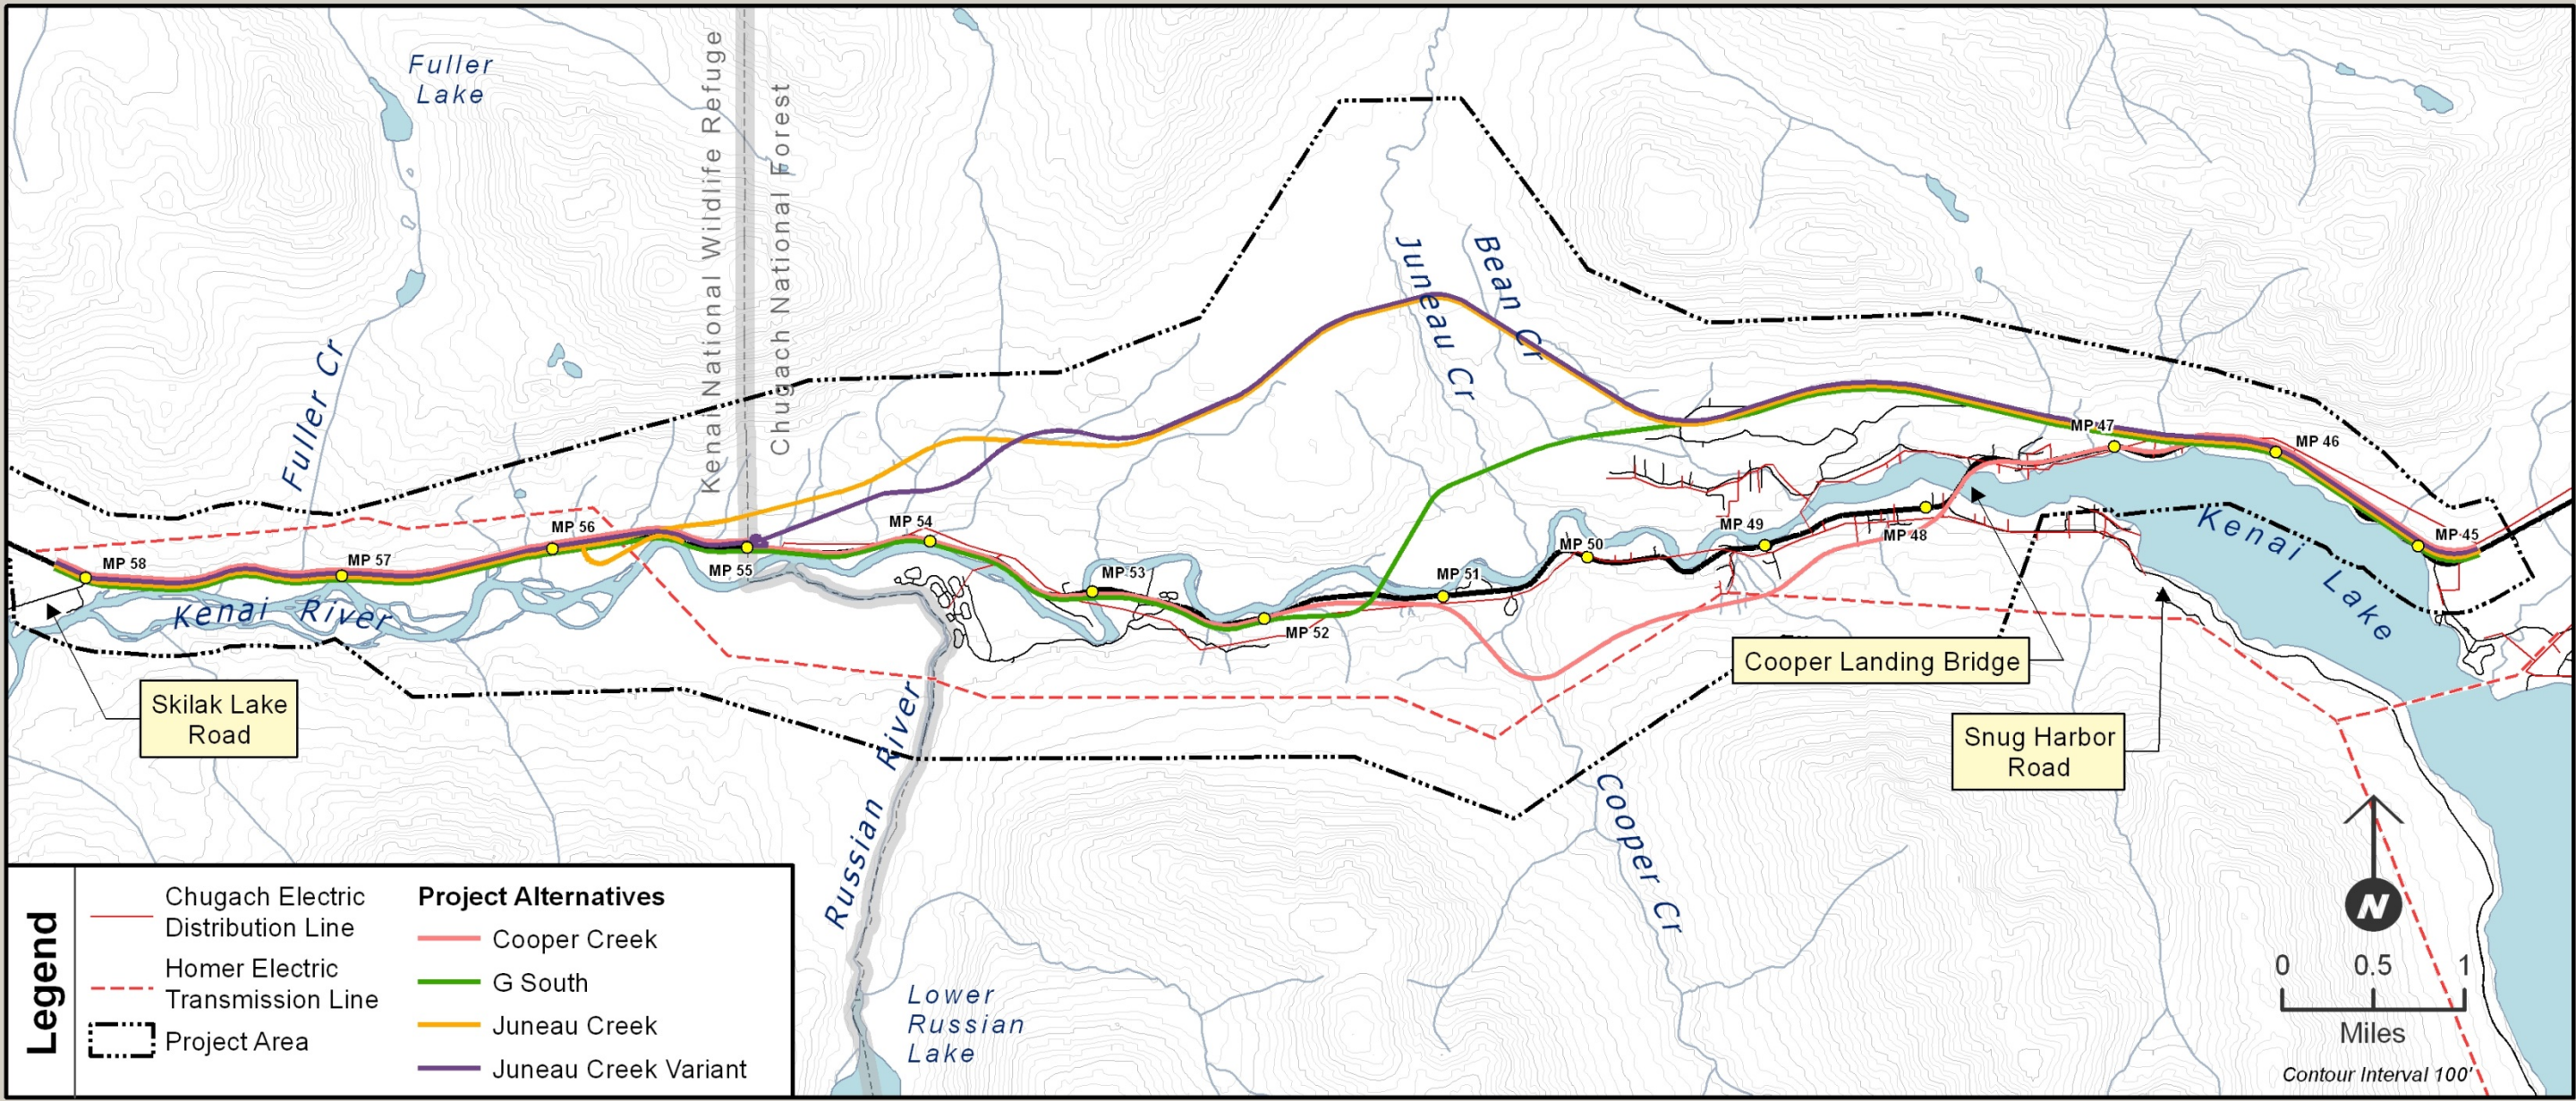 Fuller
Lake
Kenai National Wildlife Refuge
Chugach National Forest
Juneau Cr
Bean Cr
Fuller Cr
MP 47
MP 46
MP 56
MP 54
MP 49
MP 48
MP 45
MP 58
MP 57
MP 55
MP 53
MP 50
MP 51
MP 52
Kenai River
Kenai Lake
Cooper Landing Bridge
Skilak Lake
Road
Snug Harbor
Road
Russian River
Cooper Cr
Lower
Russian
Lake
Legend
Chugach Electric
Distribution Line
Homer Electric
Transmission Line
Project Area
Project Alternatives
Cooper Creek
G South
Juneau Creek
Juneau Creek Variant
N
0 0.5 1
Miles
Contour Interval 100'